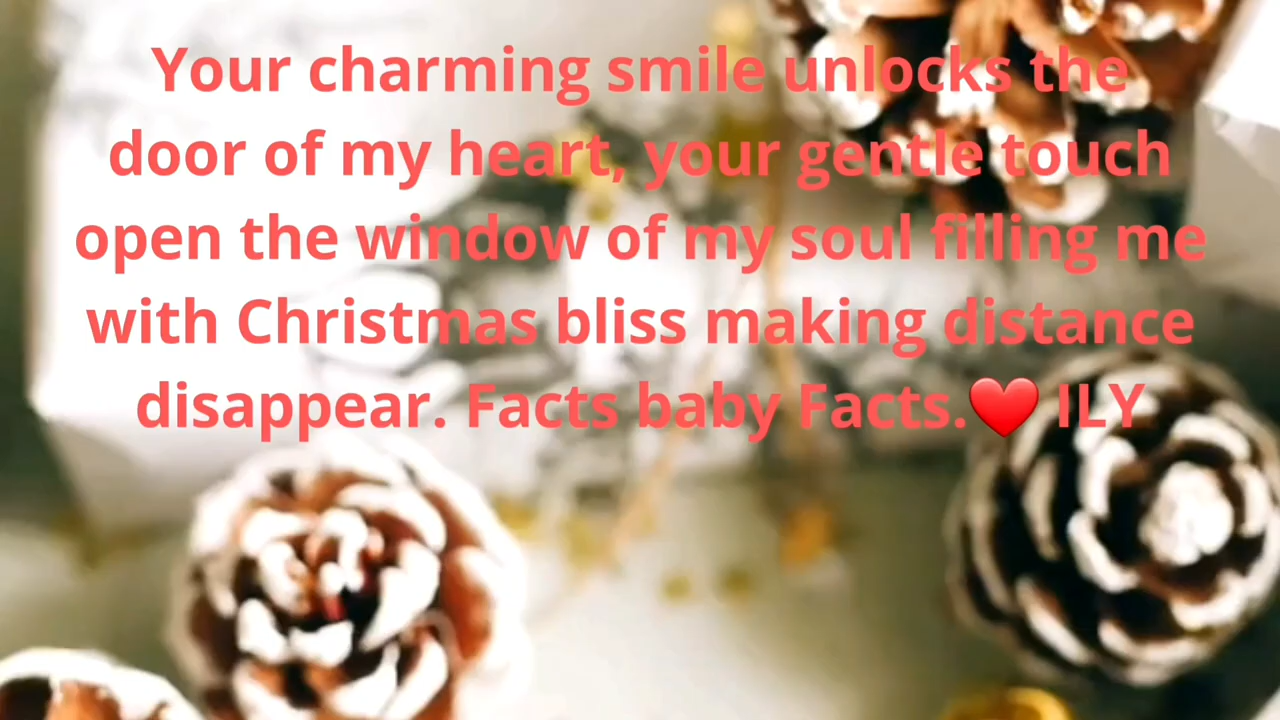 Your charming smile unlocks the
door of my heart, your gentle touch
open the window of my soul filling me
with Christmas bliss making distance
disappear. Facts baby Facts.❤️ ILY